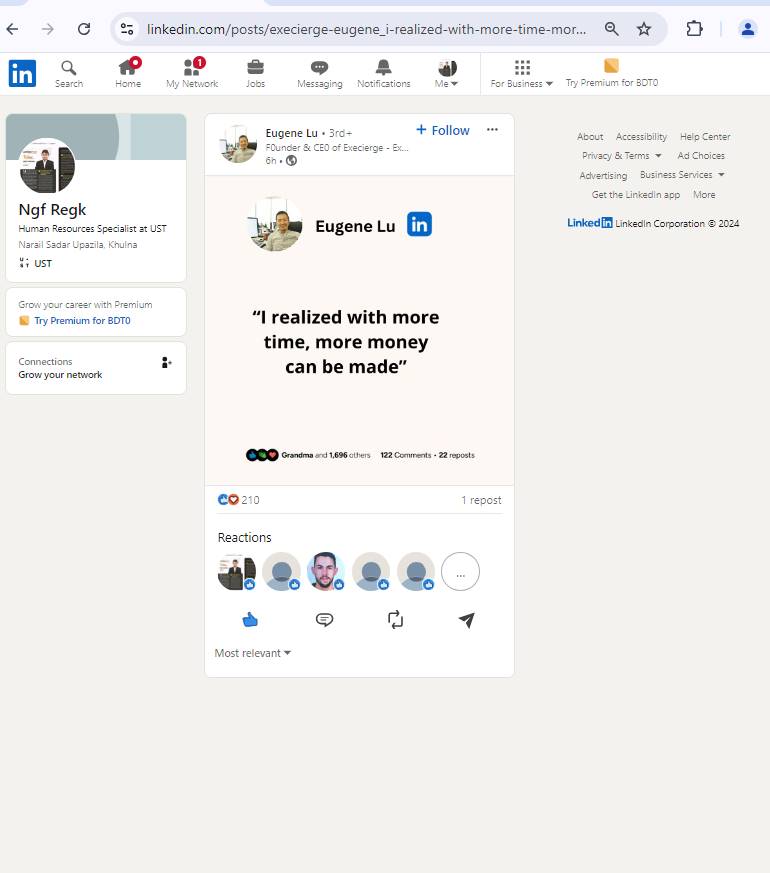 linkedin.com/posts/execierge-eugene_i-realized-with-more-time-mor...
in
Search
Home
1
My Network
Jobs
Messaging
Notifications
Me
For Business
Try Premium for BDT0
Ngf Regk
Human Resources Specialist at UST
Narail Sadar Upazila, Khulna
UST
Grow your career with Premium
Try Premium for BDT0
Connections
Grow your network
Eugene Lu • 3rd+
+ Follow
F0under & CE0 of Execierge - Ex...
6h •
Eugene Lu in
“I realized with more
time, more money
can be made”
Grandma and 1,696 others 122 Comments • 22 reposts
210
1 repost
Reactions
...
Most relevant
About Accessibility Help Center
Privacy & Terms Ad Choices
Advertising Business Services
Get the LinkedIn app More
LinkedIn LinkedIn Corporation © 2024